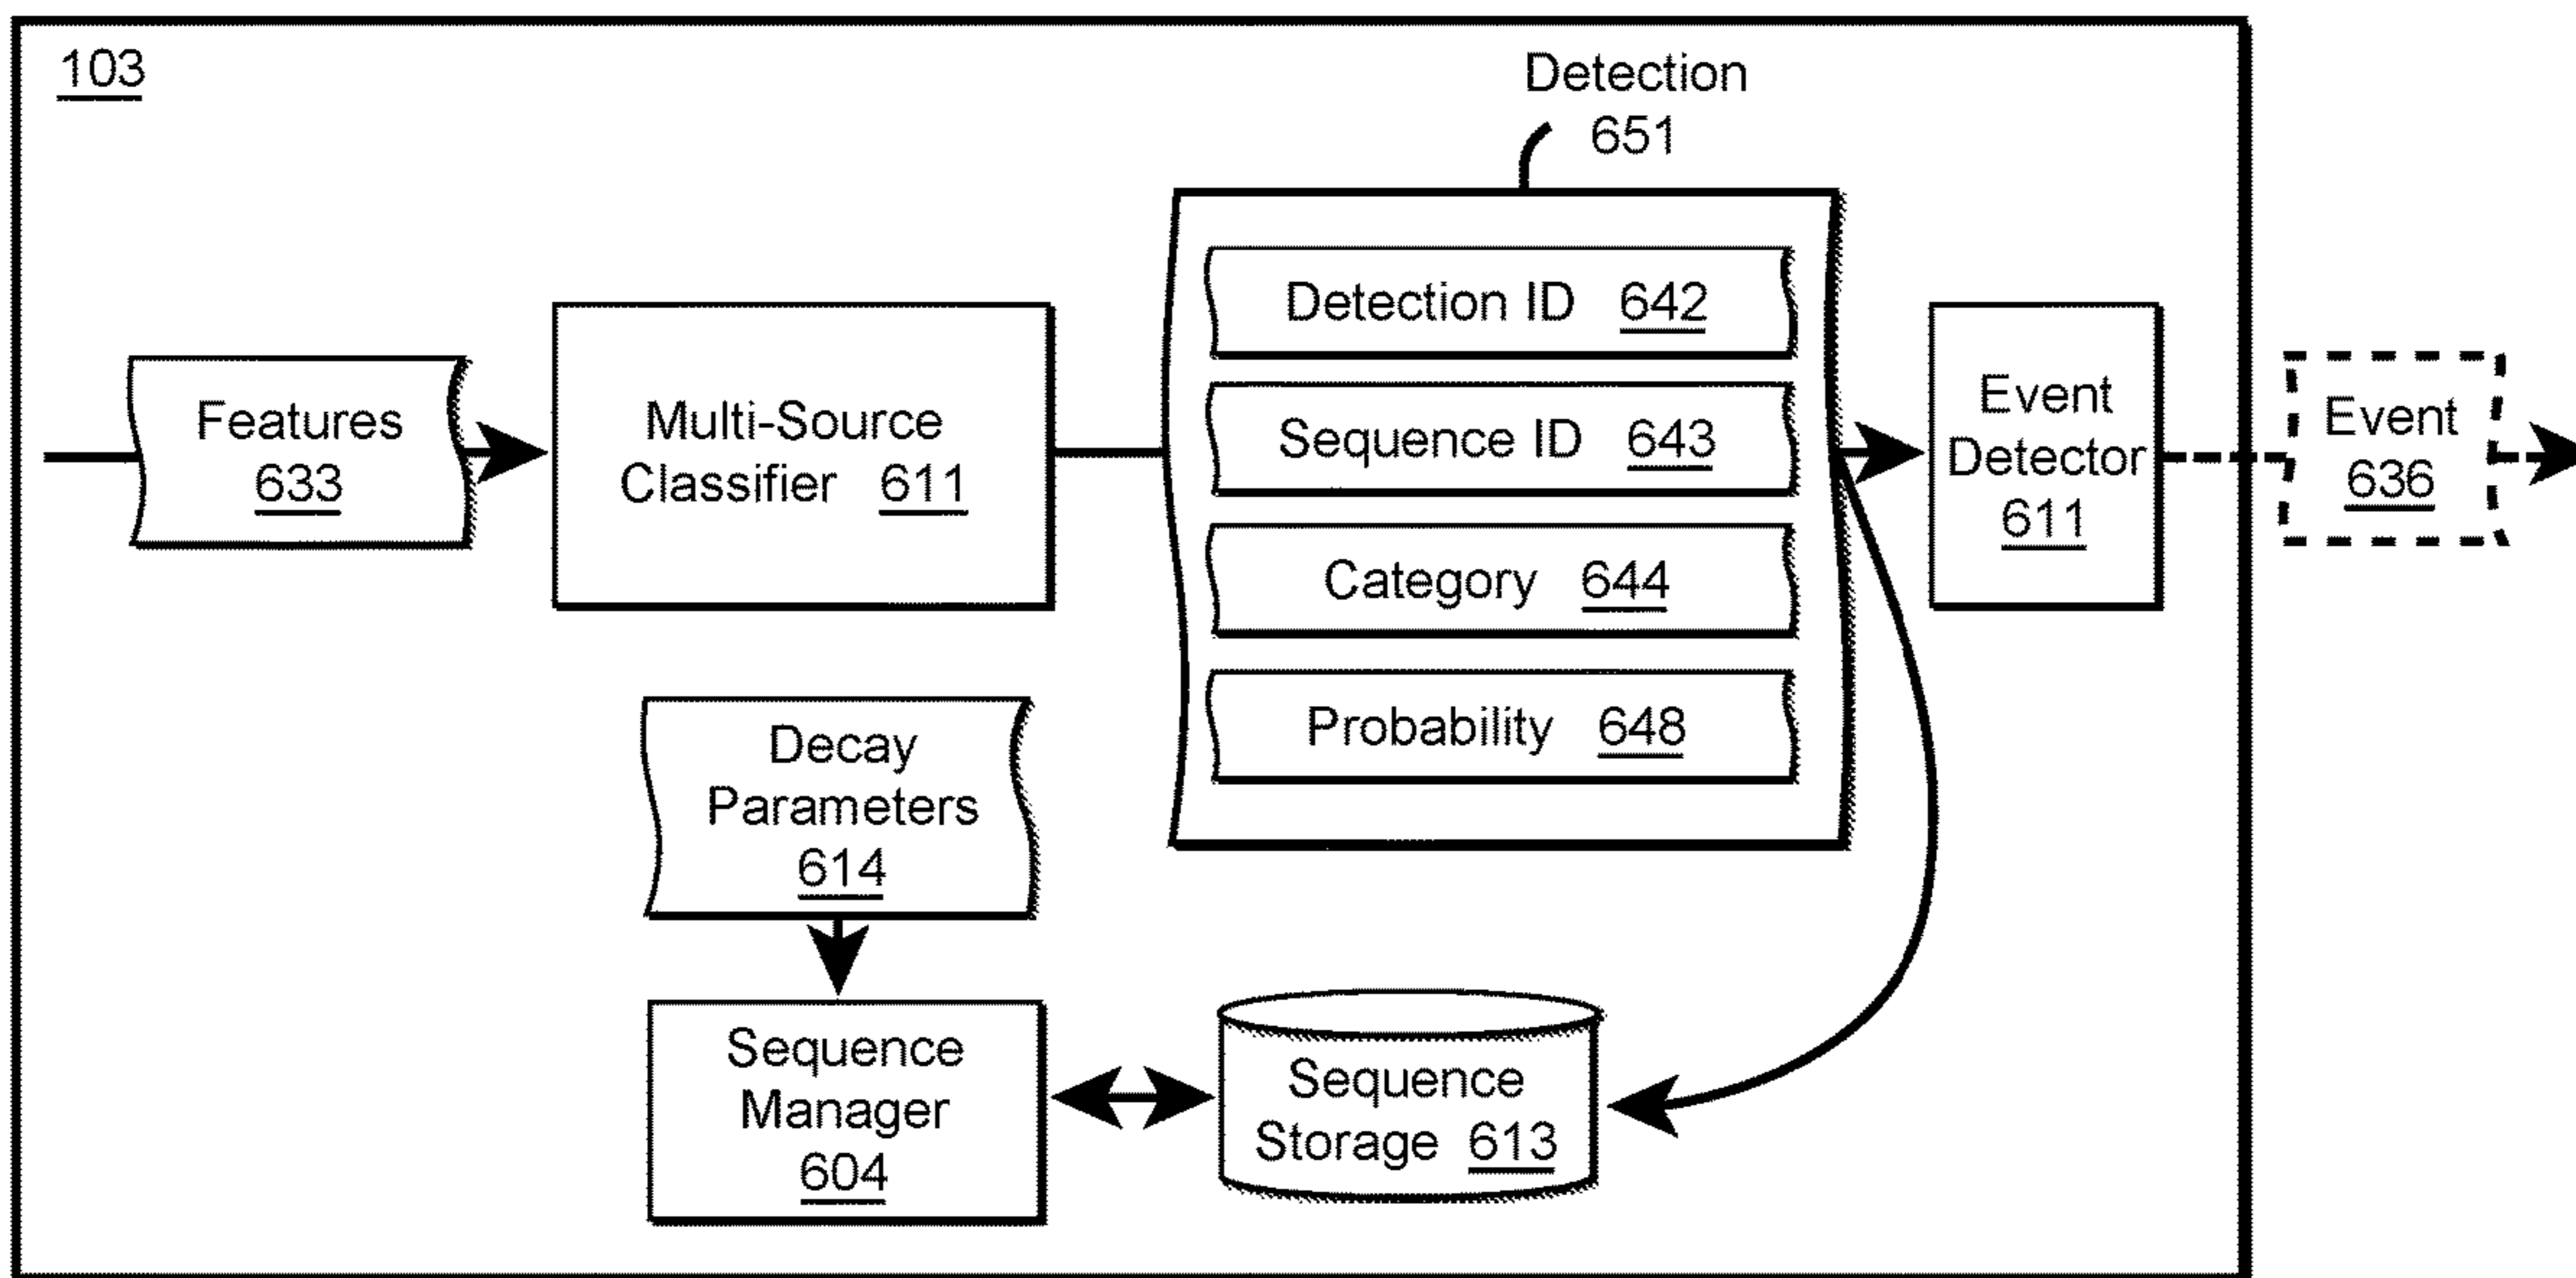 103
Detection
651
Detection ID 642
Features
633
Multi-Source
Classifier 611
Sequence ID 643
Event
Detector
611
Event
636
Category 644
Probability 648
Decay
Parameters
614
Sequence
Manager
604
Sequence
Storage 613